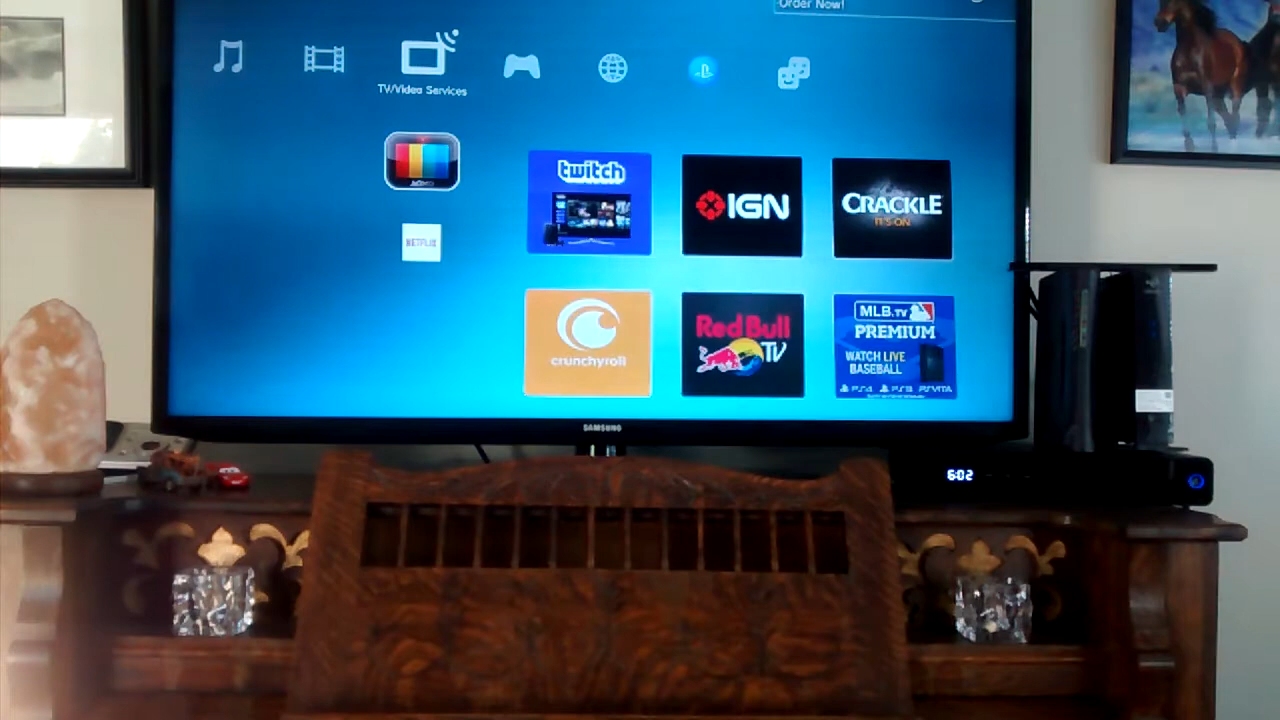 Order Now!
TV/Video Services
twitch
IGN
CRACKLE
IT'S ON
NETFLIX
crunchyroll
Red Bull
TV
MLB.TV
PREMIUM
WATCH LIVE
BASEBALL
PS4 PS3 PSVITA
SAMSUNG
6:02